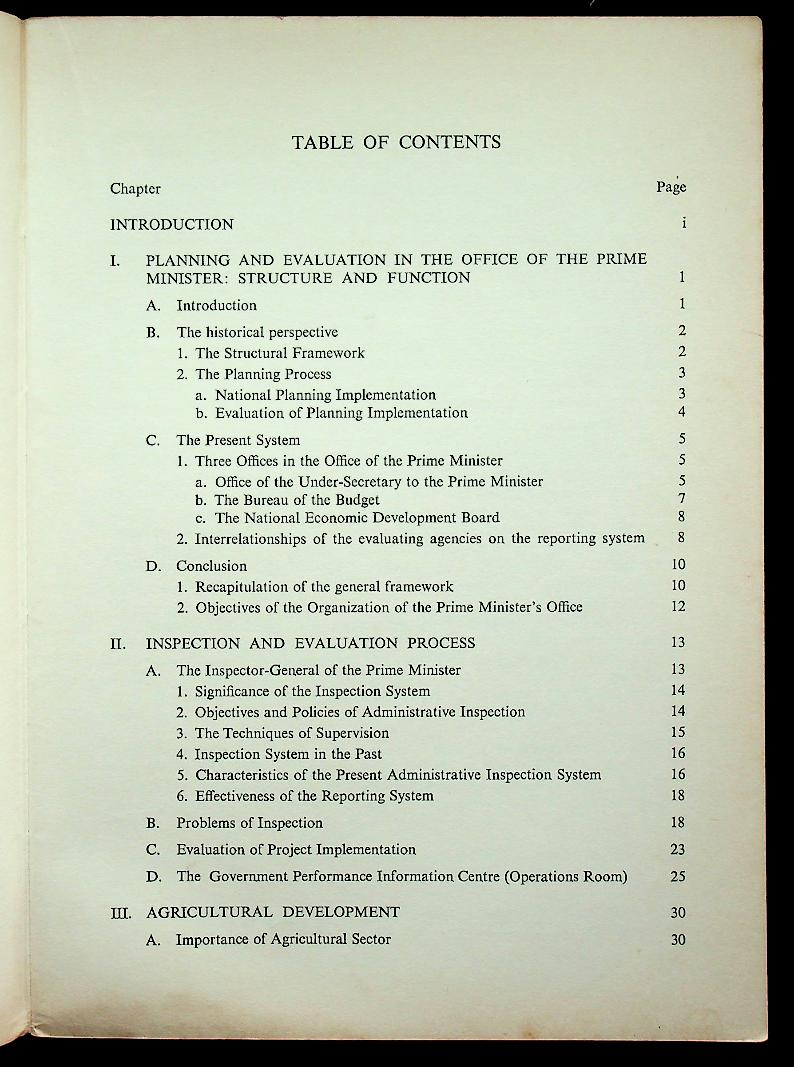 TABLE OF CONTENTS
Chapter Page
INTRODUCTION i
I. PLANNING AND EVALUATION IN THE OFFICE OF THE PRIME
MINISTER: STRUCTURE AND FUNCTION 1
A. Introduction 1
B. The historical perspective 2
1. The Structural Framework 2
2. The Planning Process 3
a. National Planning Implementation 3
b. Evaluation of Planning Implementation 4
C. The Present System 5
1. Three Offices in the Office of the Prime Minister 5
a. Office of the Under-Secretary to the Prime Minister 5
b. The Bureau of the Budget 7
c. The National Economic Development Board 8
2. Interrelationships of the evaluating agencies on the reporting system 8
D. Conclusion 10
1. Recapitulation of the general framework 10
2. Objectives of the Organization of the Prime Minister's Office 12
II. INSPECTION AND EVALUATION PROCESS 13
A. The Inspector-General of the Prime Minister 13
1. Significance of the Inspection System 14
2. Objectives and Policies of Administrative Inspection 14
3. The Techniques of Supervision 15
4. Inspection System in the Past 16
5. Characteristics of the Present Administrative Inspection System 16
6. Effectiveness of the Reporting System 18
B. Problems of Inspection 18
C. Evaluation of Project Implementation 23
D. The Government Performance Information Centre (Operations Room) 25
III. AGRICULTURAL DEVELOPMENT 30
A. Importance of Agricultural Sector 30